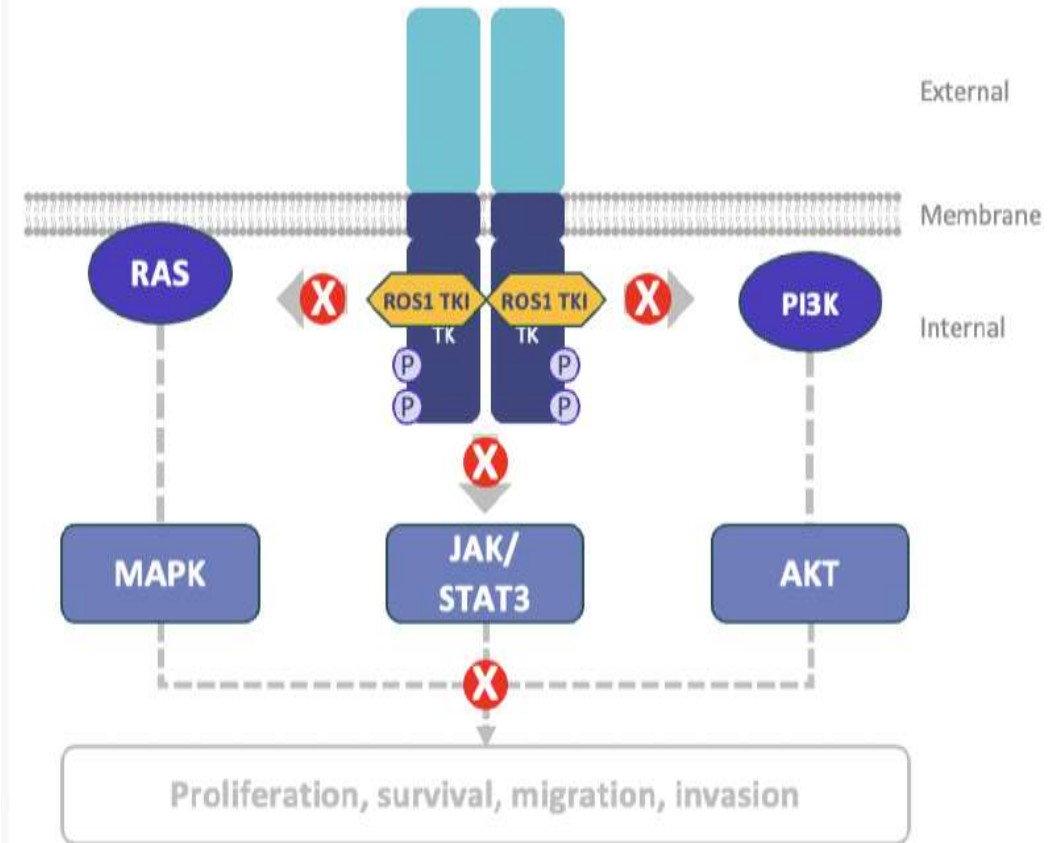 External
Membrane
RAS
X
ROS1 TKI
ROS1 TKI
X
PI3K
Internal
TK
TK
P
P
P
P
X
MAPK
JAK/
STAT3
AKT
X
Proliferation, survival, migration, invasion